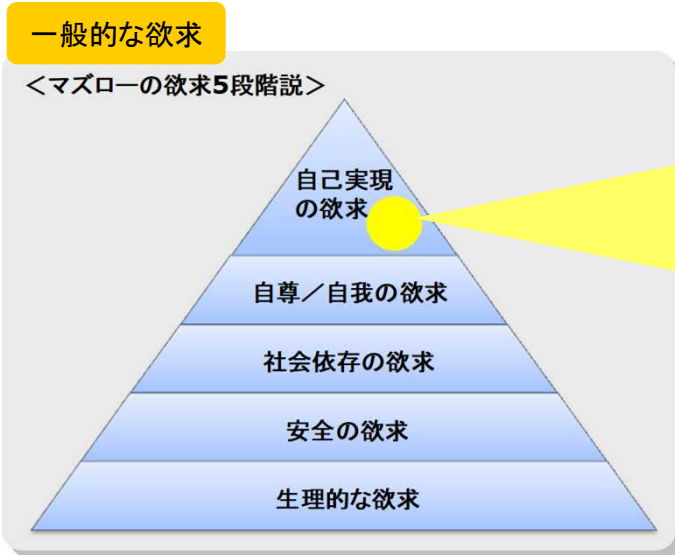 一般的な欲求
＜マズローの欲求5段階説＞
自己実現
の欲求
自尊／自我の欲求
社会依存の欲求
安全の欲求
生理的な欲求